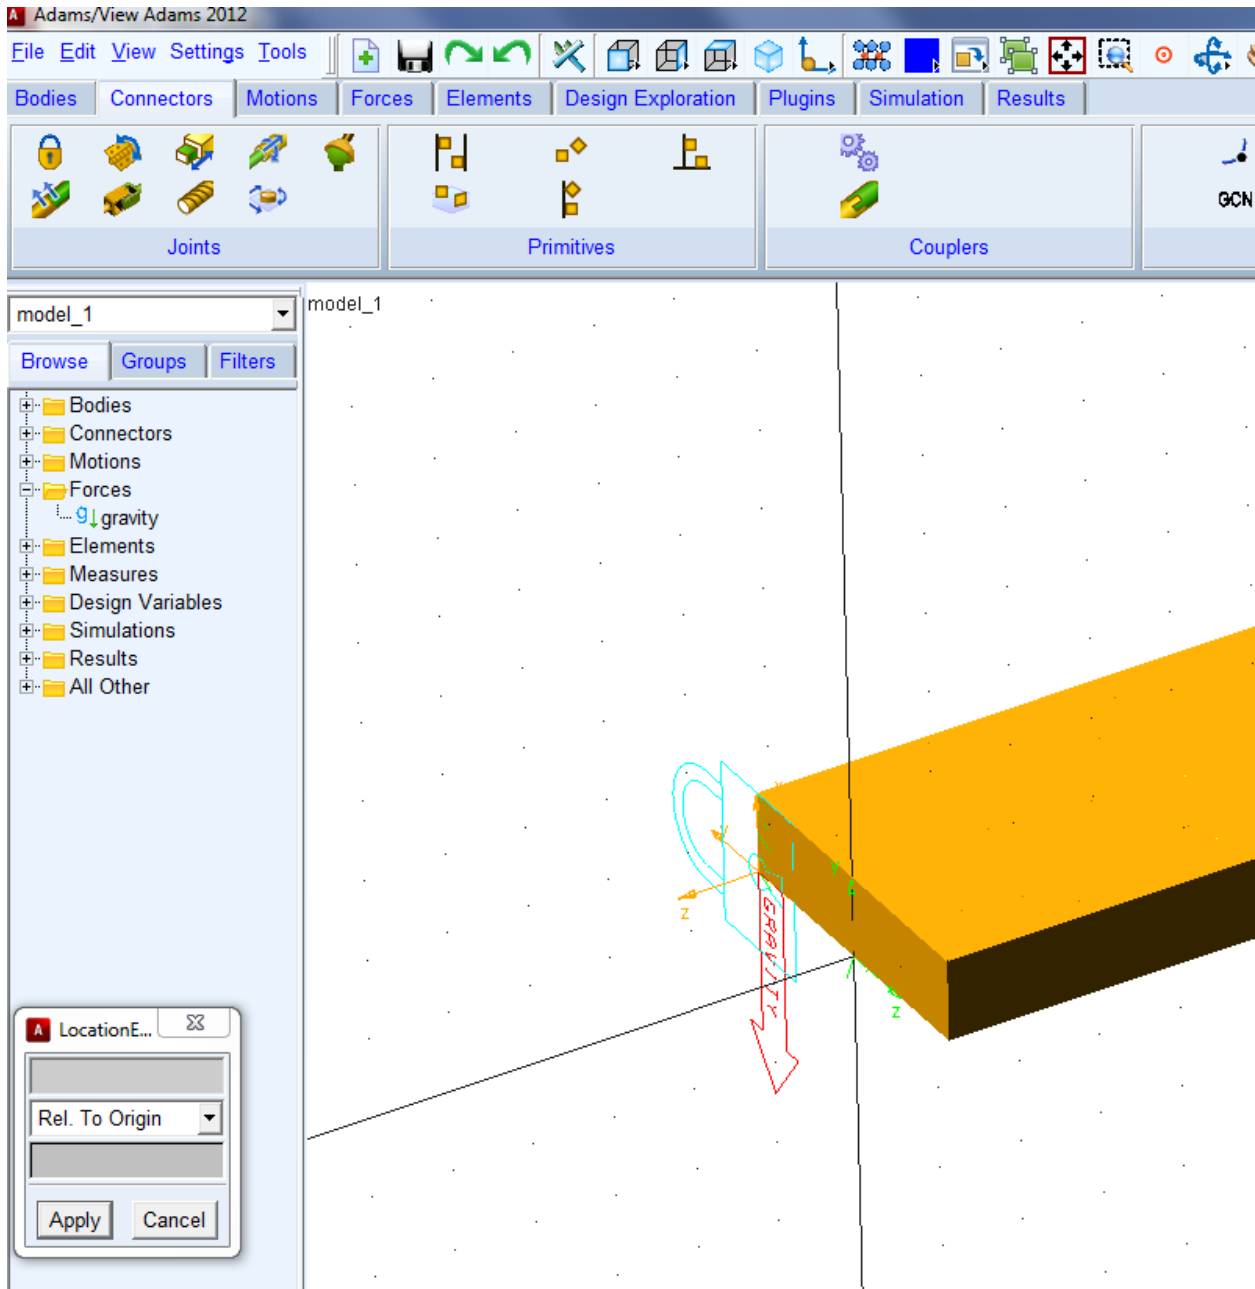 Adams/View Adams 2012
File Edit View Settings Tools
Bodies Connectors Motions Forces Elements Design Exploration Plugins Simulation Results
GCN
Joints Primitives Couplers
model_1
model_1
Browse Groups Filters
Bodies
Connectors
Motions
Forces
g gravity
Elements
Measures
Design Variables
Simulations
Results
All Other
Y
z
GRAVITY
z
LocationE...
Rel. To Origin
Apply Cancel